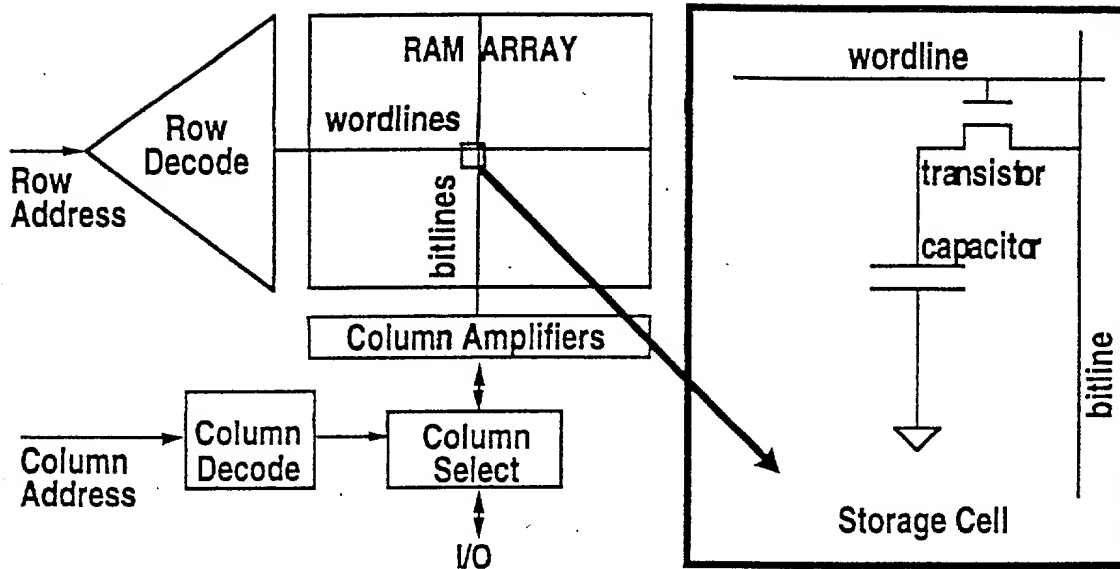 RAM ARRAY
wordlines
Row
Decode
Row
Address
bitlines
Column Amplifiers
Column
Decode
Column
Select
Column
Address
I/O
wordline
transistor
capacitor
bitline
Storage Cell